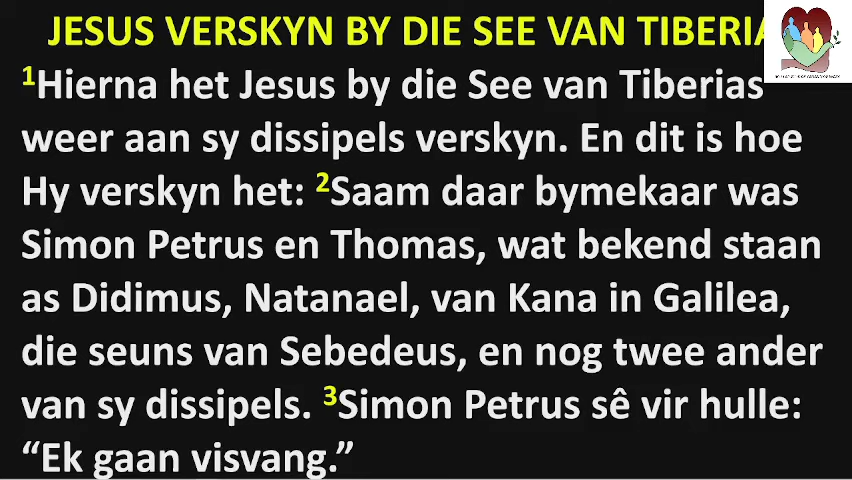 JESUS VERSKYN BY DIE SEE VAN TIBERIA
¹Hierna het Jesus by die See van Tiberias
weer aan sy dissipels verskyn. En dit is hoe
Hy verskyn het: ²Saam daar bymekaar was
Simon Petrus en Thomas, wat bekend staan
as Didimus, Natanael, van Kana in Galilea,
die seuns van Sebedeus, en nog twee ander
van sy dissipels. ³Simon Petrus sê vir hulle:
“Ek gaan visvang.”